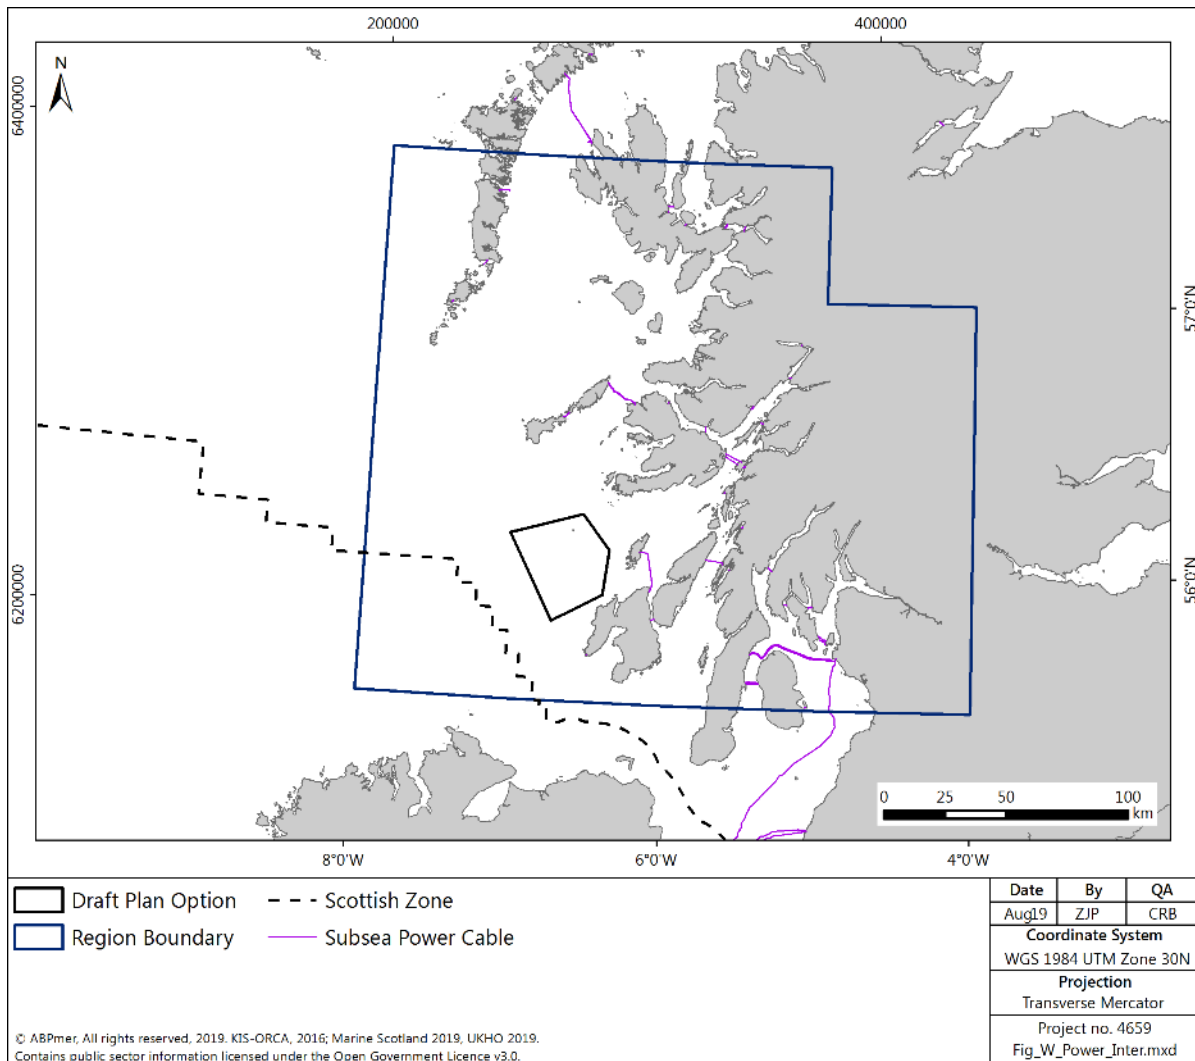 200000 400000
N
6400000
57°0'N
6200000
56°0'N
0 25 50 100
km
8°0'W 6°0'W 4°0'W
Draft Plan Option Scottish Zone
Region Boundary Subsea Power Cable
Date By QA
Aug19 ZJP CRB
Coordinate System
WGS 1984 UTM Zone 30N
Projection
Transverse Mercator
Project no. 4659
Fig_W_Power_Inter.mxd
© ABPmer, All rights reserved, 2019. KIS-ORCA, 2016; Marine Scotland 2019, UKHO 2019.
Contains public sector information licensed under the Open Government Licence v3.0.